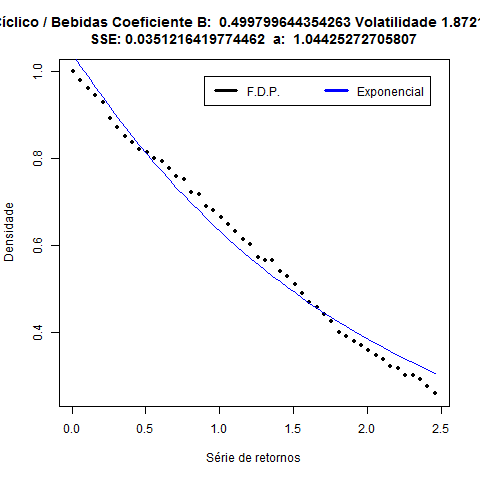 Cíclico / Bebidas Coeficiente B: 0.499799644354263 Volatilidade 1.8721
SSE: 0.0351216419774462 a: 1.04425272705807
F.D.P.
Exponencial
1.0
0.8
0.6
0.4
Densidade
0.0
0.5
1.0
1.5
2.0
2.5
Série de retornos